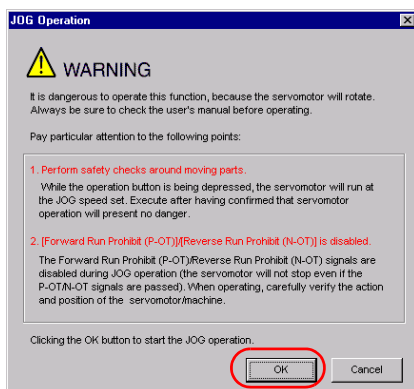 JOG Operation
WARNING
It is dangerous to operate this function, because the servomotor will rotate.
Always be sure to check the user's manual before operating.
Pay particular attention to the following points:
1. Perform safety checks around moving parts.
While the operation button is being depressed, the servomotor will run at
the JOG speed set. Execute after having confirmed that servomotor
operation will present no danger.
2. [Forward Run Prohibit (P-OT)]/[Reverse Run Prohibit (N-OT)] is disabled.
The Forward Run Prohibit (P-OT)/Reverse Run Prohibit (N-OT) signals are
disabled during JOG operation (the servomotor will not stop even if the
P-OT/N-OT signals are passed). When operating, carefully verify the action
and position of the servomotor/machine.
Clicking the OK button to start the JOG operation.
OK
Cancel